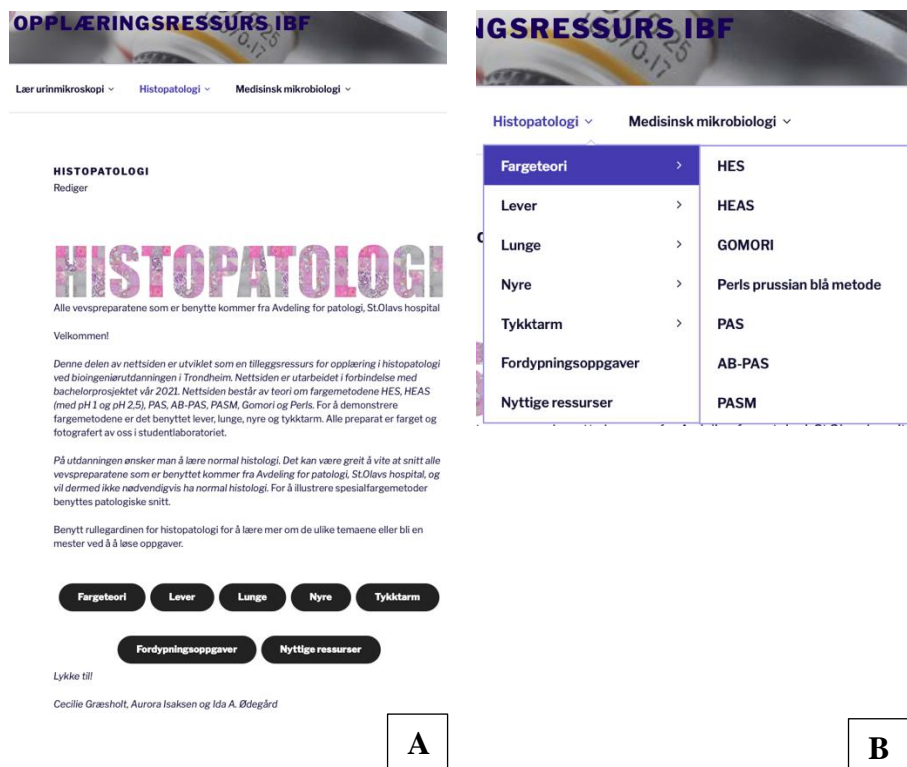 OPPLÆRINGSRESSURS IBF
Lær urinmikroskopi
Histopatologi
Medisinsk mikrobiologi
HISTOPATOLOGI
Rediger
HISTOPATOLOGI
Alle vevspreparatene som er benytte kommer fra Avdeling for patologi, St.Olavs hospital
Velkommen!
Denne delen av nettsiden er utviklet som en tilleggsressurs for opplæring i histopatologi
ved bioingeniørutdanningen i Trondheim. Nettsiden er utarbeidet i forbindelse med
bachelorprosjektet vår 2021. Nettsiden består av teori om fargemetodene HES, HEAS
(med pH 1 og pH 2,5), PAS, AB-PAS, PASM, Gomori og Perls. For å demonstrere
fargemetodene er det benyttet lever, lunge, nyre og tykktarm. Alle preparat er farget og
fotografert av oss i studentlaboratoriet.
På utdanningen ønsker man å lære normal histologi. Det kan være greit å vite at snitt alle
vevspreparatene som er benyttet kommer fra Avdeling for patologi, St.Olavs hospital, og
vil dermed ikke nødvendigvis ha normal histologi. For å illustrere spesialfargemetoder
benyttes patologiske snitt.
Benytt rullegardinen for histopatologi for å lære mer om de ulike temaene eller bli en
mester ved å å løse oppgaver.
Fargeteori
Lever
Lunge
Nyre
Tykktarm
Fordypningsoppgaver
Nyttige ressurser
Lykke til!
Cecilie Græsholt, Aurora Isaksen og Ida A. Ødegård
A
NGSRESSURS IBF
Histopatologi
Medisinsk mikrobiologi
Fargeteori
Lever
Lunge
Nyre
Tykktarm
Fordypningsoppgaver
Nyttige ressurser
HES
HEAS
GOMORI
Perls prussian blå metode
PAS
AB-PAS
PASM
B